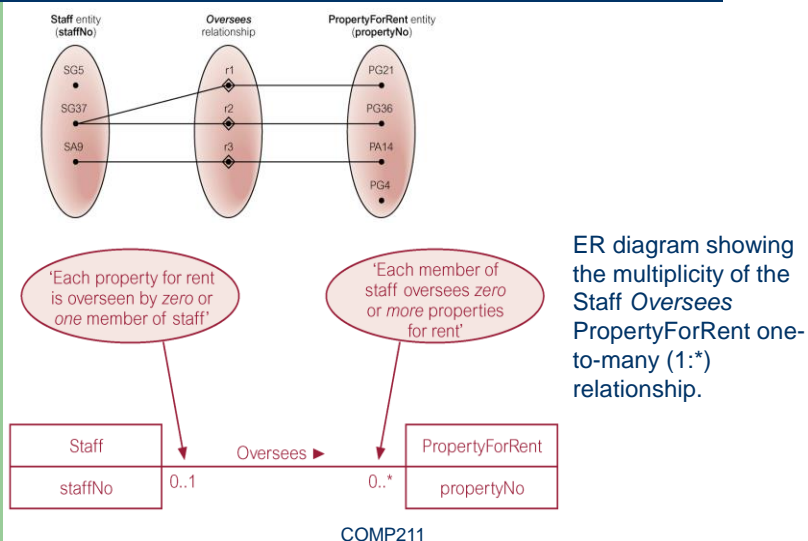 Staff entity
(staffNo)
Oversees
relationship
PropertyForRent entity
(propertyNo)
SG5
SG37
SA9
r1
r2
r3
PG21
PG36
PA14
PG4
‘Each property for rent
is overseen by zero or
one member of staff’
‘Each member of
staff oversees zero
or more properties
for rent’
ER diagram showing
the multiplicity of the
Staff Oversees
PropertyForRent one-
to-many (1:*)
relationship.
Staff
staffNo
0..1
Oversees ►
0..*
PropertyForRent
propertyNo
COMP211